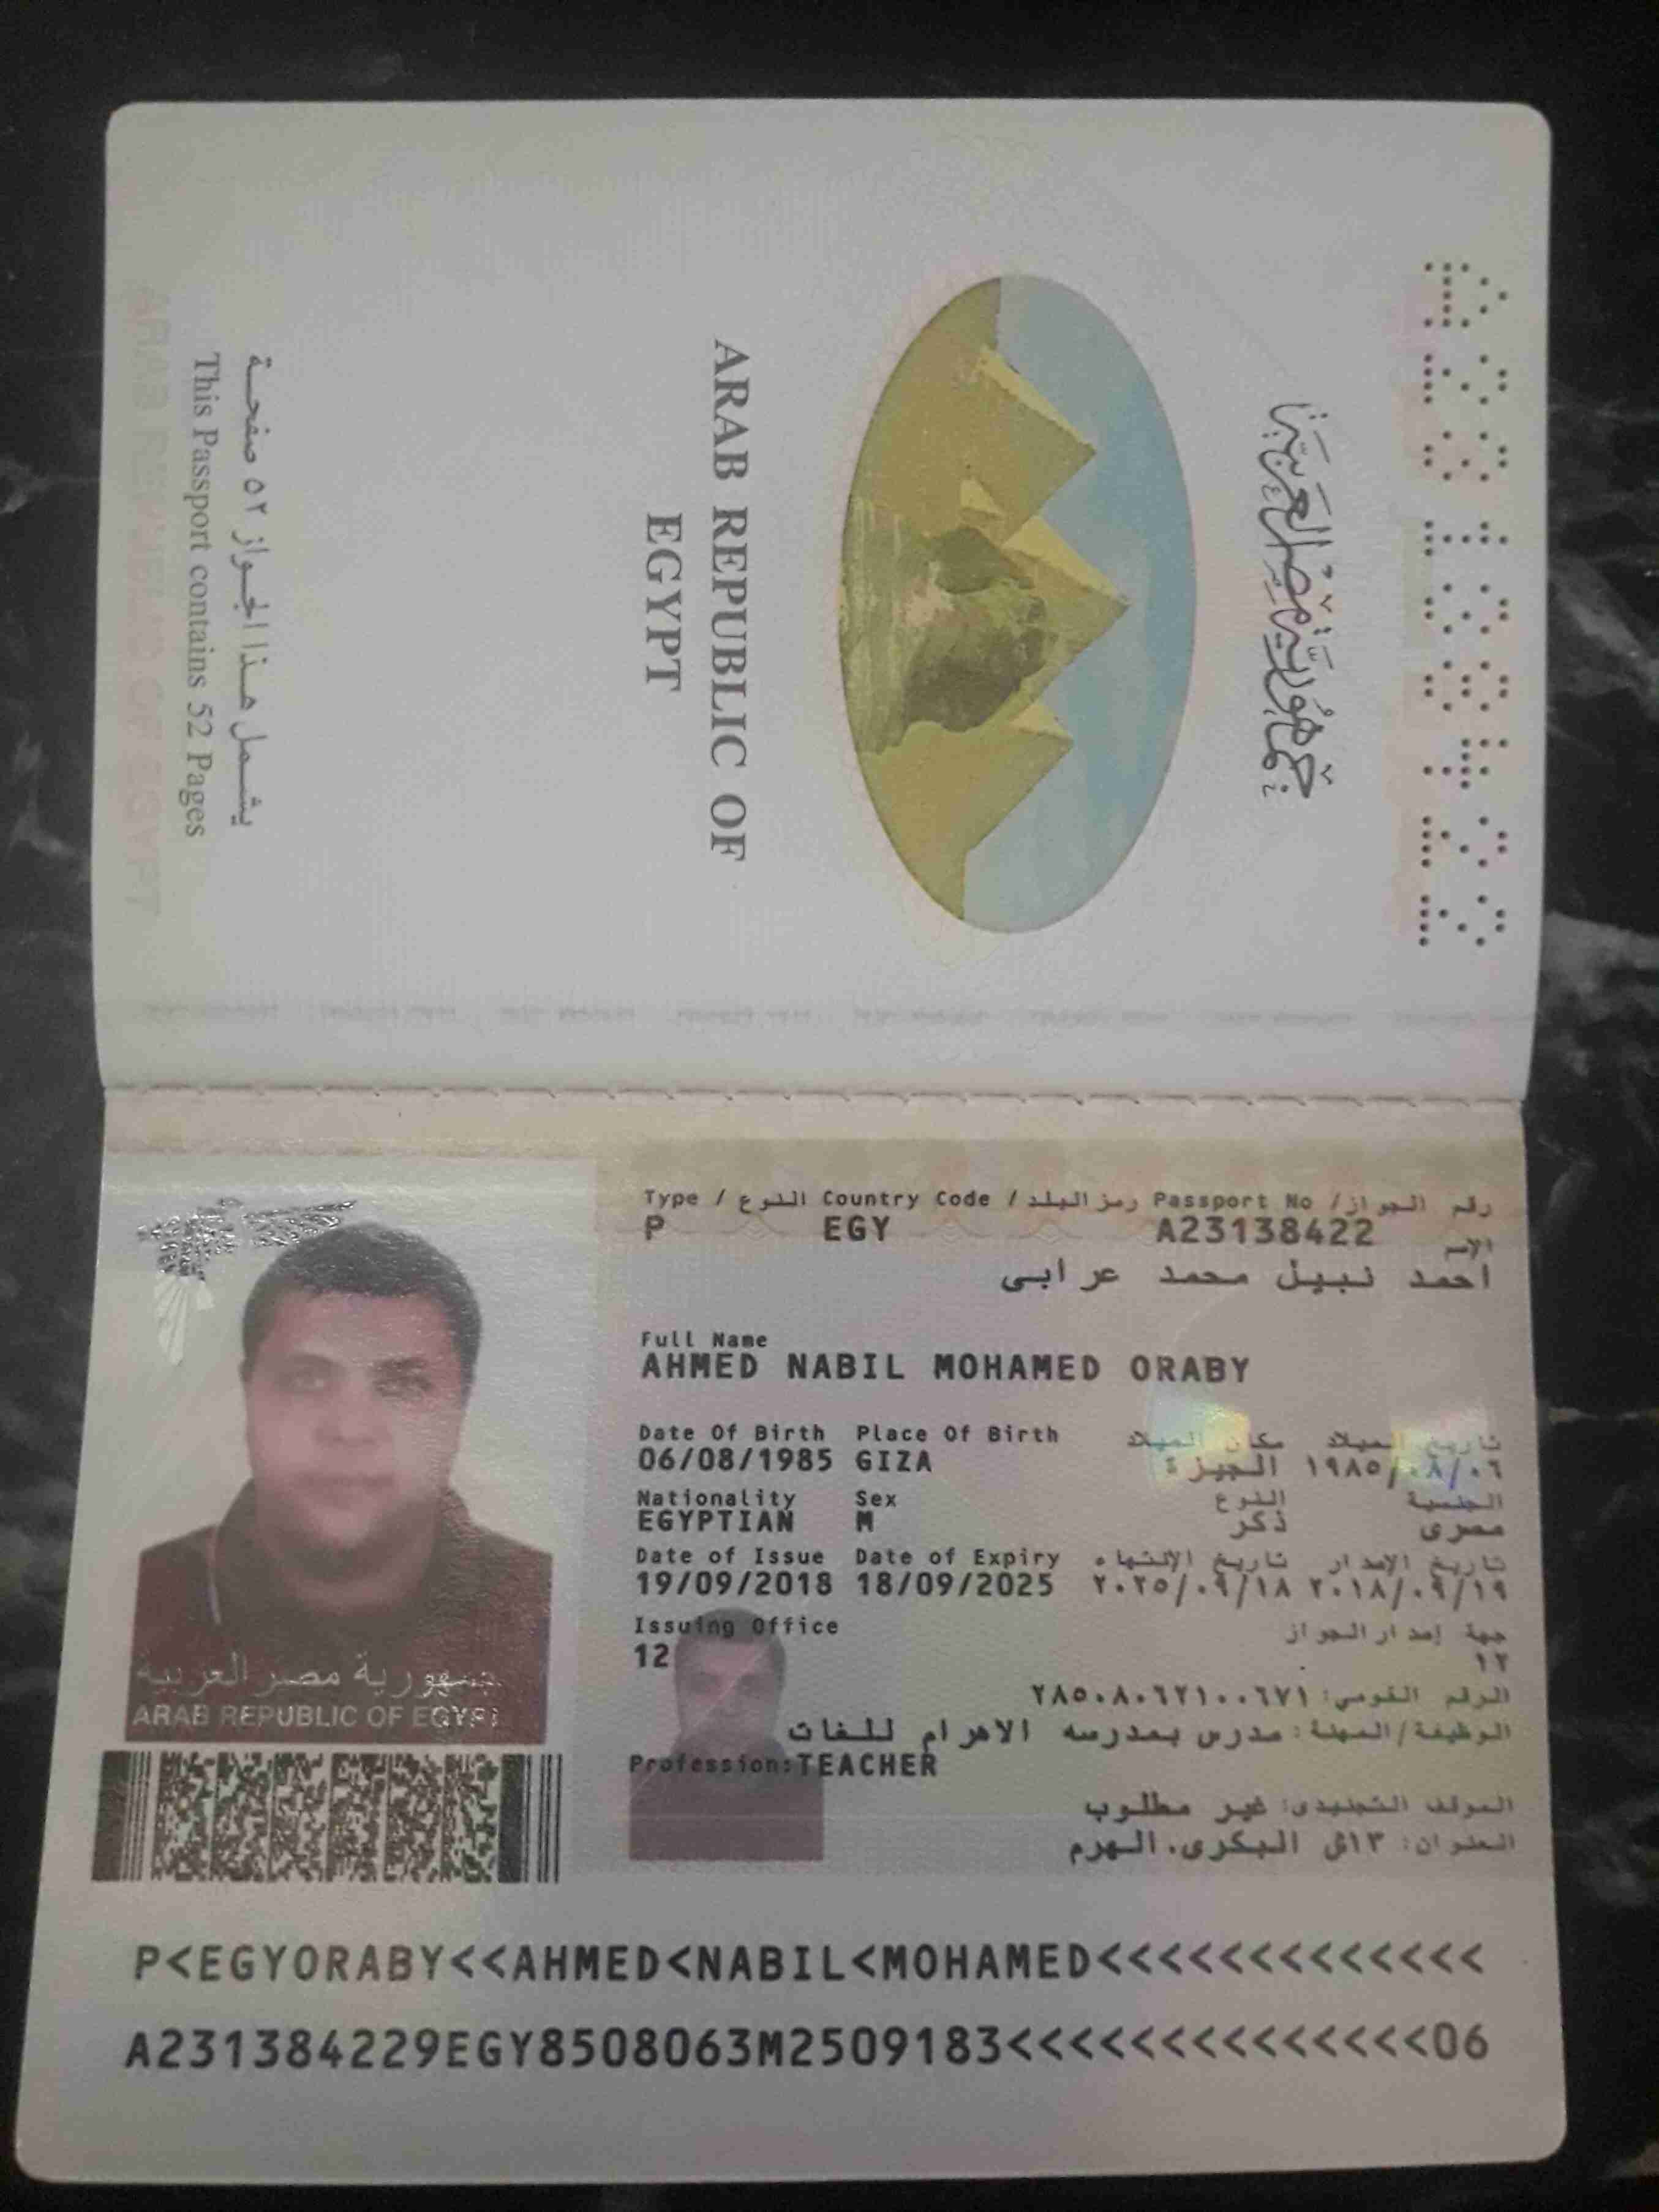 جمهورية مصر العربية
ARAB REPUBLIC OF
EGYPT
يشمل هذا الجواز ٥٢ صفحة
This Passport contains 52 Pages
ARAB REPUBLIC OF EGYPT
A23138422
Type / النوع Country Code / رمز البلد Passport No / رقم الجواز
P EGY A23138422
الإسم
احمد نبيل محمد عرابى
Full Name
AHMED NABIL MOHAMED ORABY
Date Of Birth Place Of Birth مكان الميلاد تاريخ الميلاد
06/08/1985 GIZA الجيزة ١٩٨٥/٠٨/٠٦
Nationality Sex النوع الجنسية
EGYPTIAN M ذكر مصرى
Date of Issue Date of Expiry تاريخ الإنتهاء تاريخ الإصدار
19/09/2018 18/09/2025 ٢٠٢٥/٠٩/١٨ ٢٠١٨/٠٩/١٩
Issuing Office جهة إصدار الجواز
12 ١٢
الرقم القومي: ٢٨٥٠٨٠٦٢١٠٠٦٧١
الوظيفة/المهنة: مدرس بمدرسه الاهرام للغات
Profession:TEACHER
الموقف التجنيدى: غير مطلوب
العنوان: ١٣ش البكرى. الهرم
جمهورية مصر العربية
ARAB REPUBLIC OF EGYPT
P<EGYORABY<<AHMED<NABIL<MOHAMED<<<<<<<<<<<<<
A231384229EGY8508063M2509183<<<<<<<<<<<<<<06